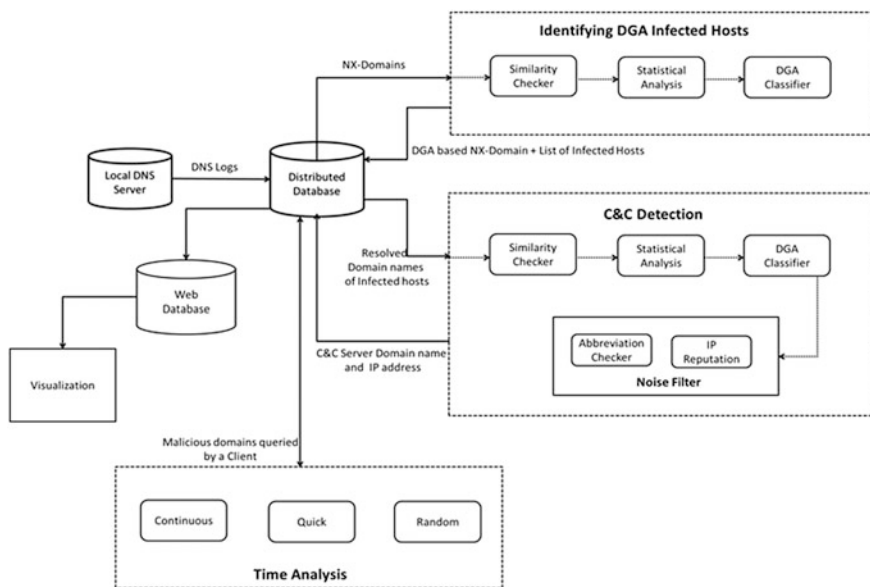 Identifying DGA Infected Hosts
NX-Domains
Similarity
Checker
Statistical
Analysis
DGA
Classifier
DGA based NX-Domain + List of Infected Hosts
Local DNS
Server
DNS Logs
Distributed
Database
C&C Detection
Similarity
Checker
Statistical
Analysis
DGA
Classifier
Resolved
Domain names
of Infected hosts
Web
Database
Abbreviation
Checker
IP
Reputation
Noise Filter
C&C Server Domain name
and IP address
Visualization
Malicious domains queried
by a Client
Continuous
Quick
Random
Time Analysis